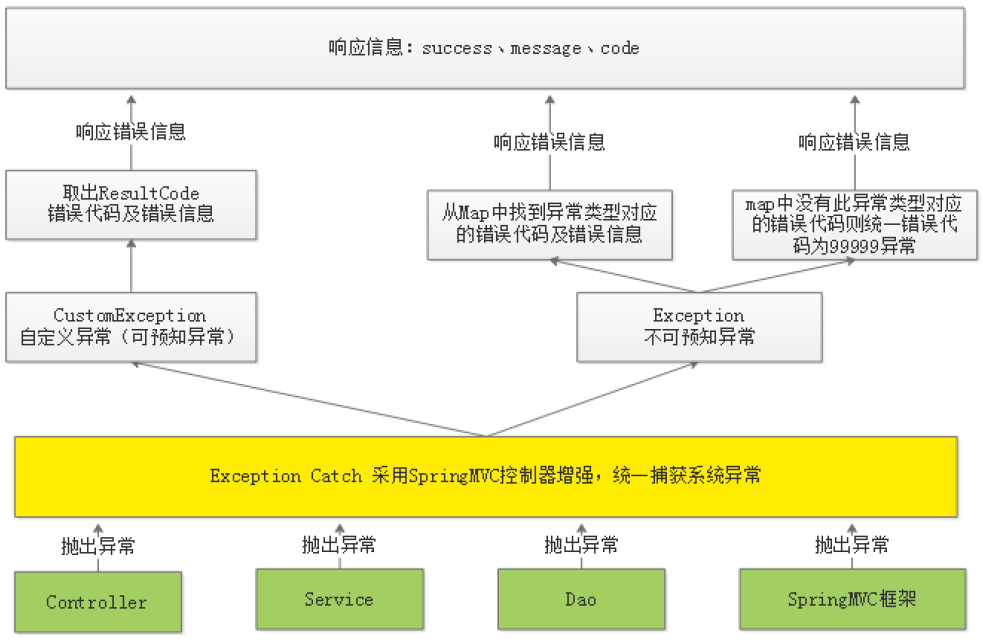 响应信息：success、message、code
响应错误信息
响应错误信息
响应错误信息
取出ResultCode
错误代码及错误信息
从Map中找到异常类型对应
的错误代码及错误信息
map中没有此异常类型对应
的错误代码则统一错误代
码为99999异常
CustomException
自定义异常（可预知异常）
Exception
不可预知异常
Exception Catch 采用SpringMVC控制器增强，统一捕获系统异常
抛出异常
抛出异常
抛出异常
抛出异常
Controller
Service
Dao
SpringMVC框架